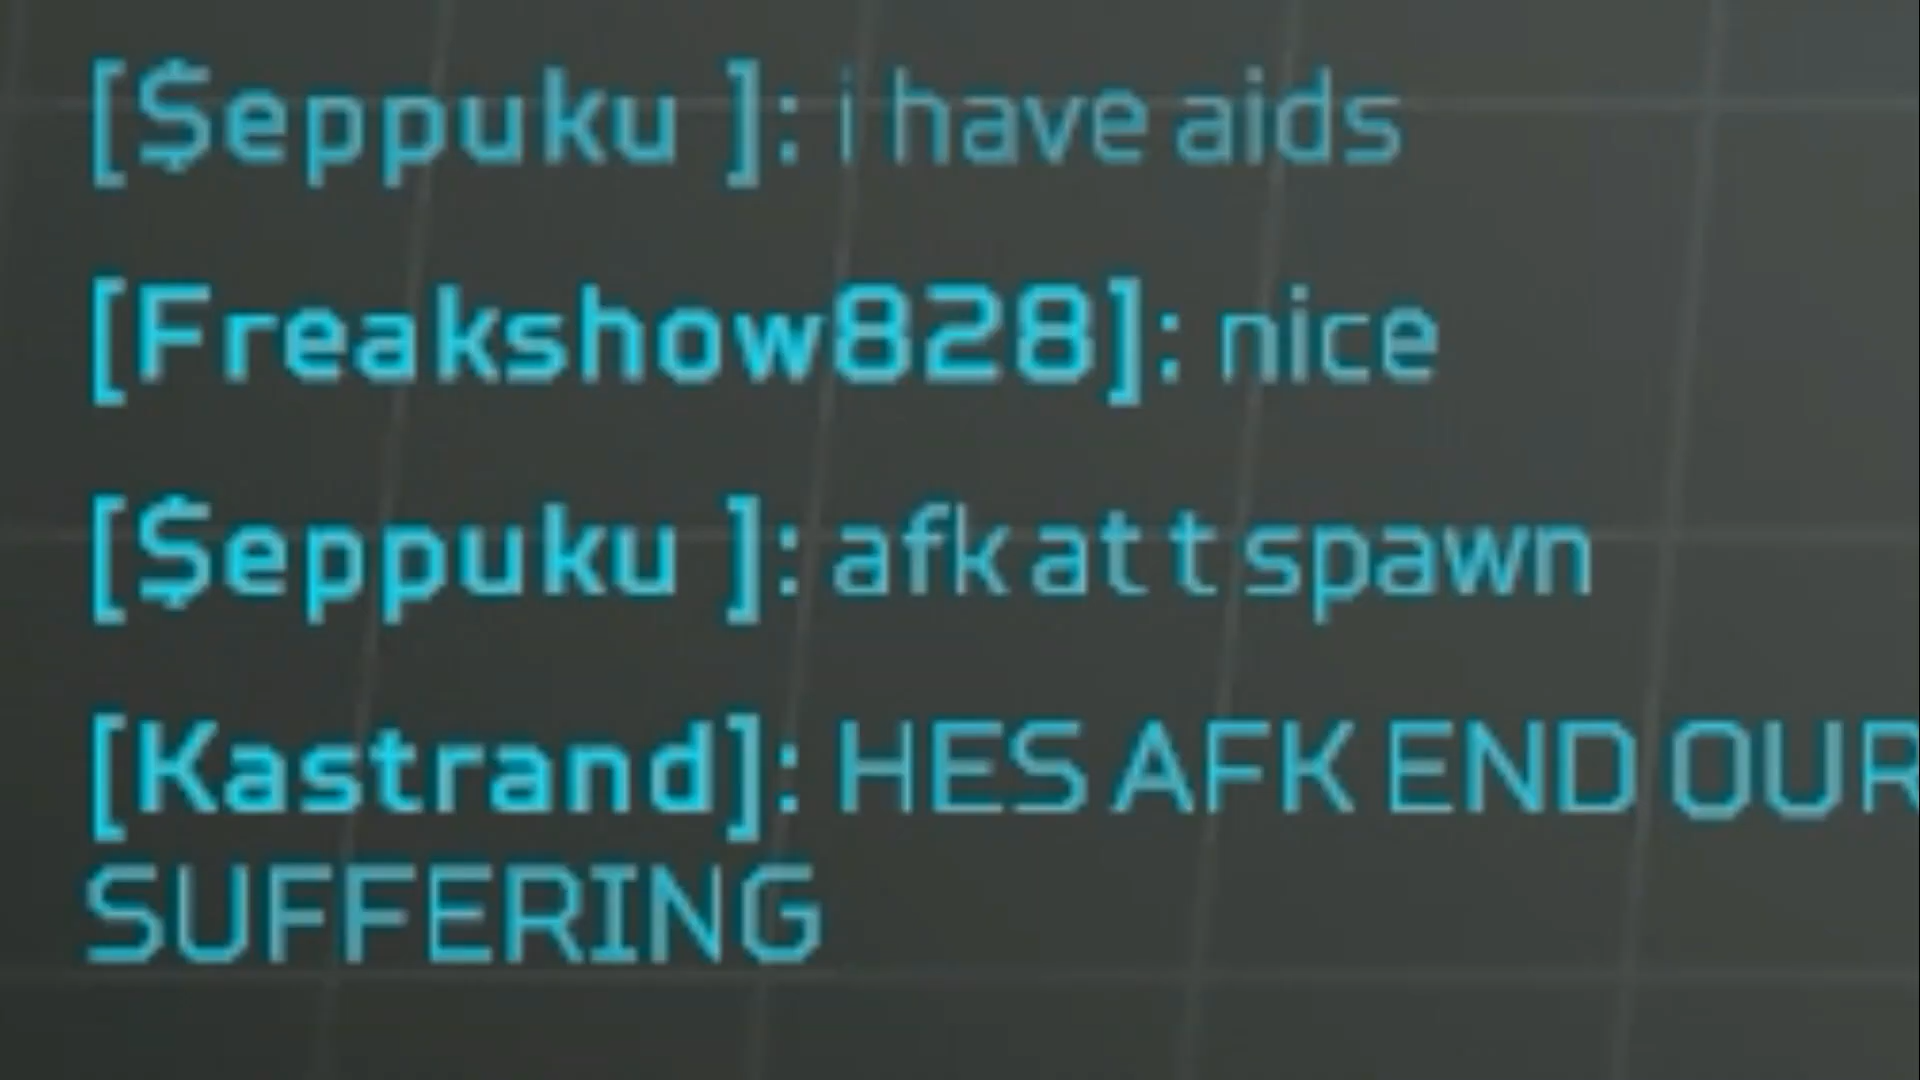 [$eppuku ]: i have aids
[Freakshow828]: nice
[$eppuku ]: afk at t spawn
[Kastrand]: HES AFK END OUR
SUFFERING